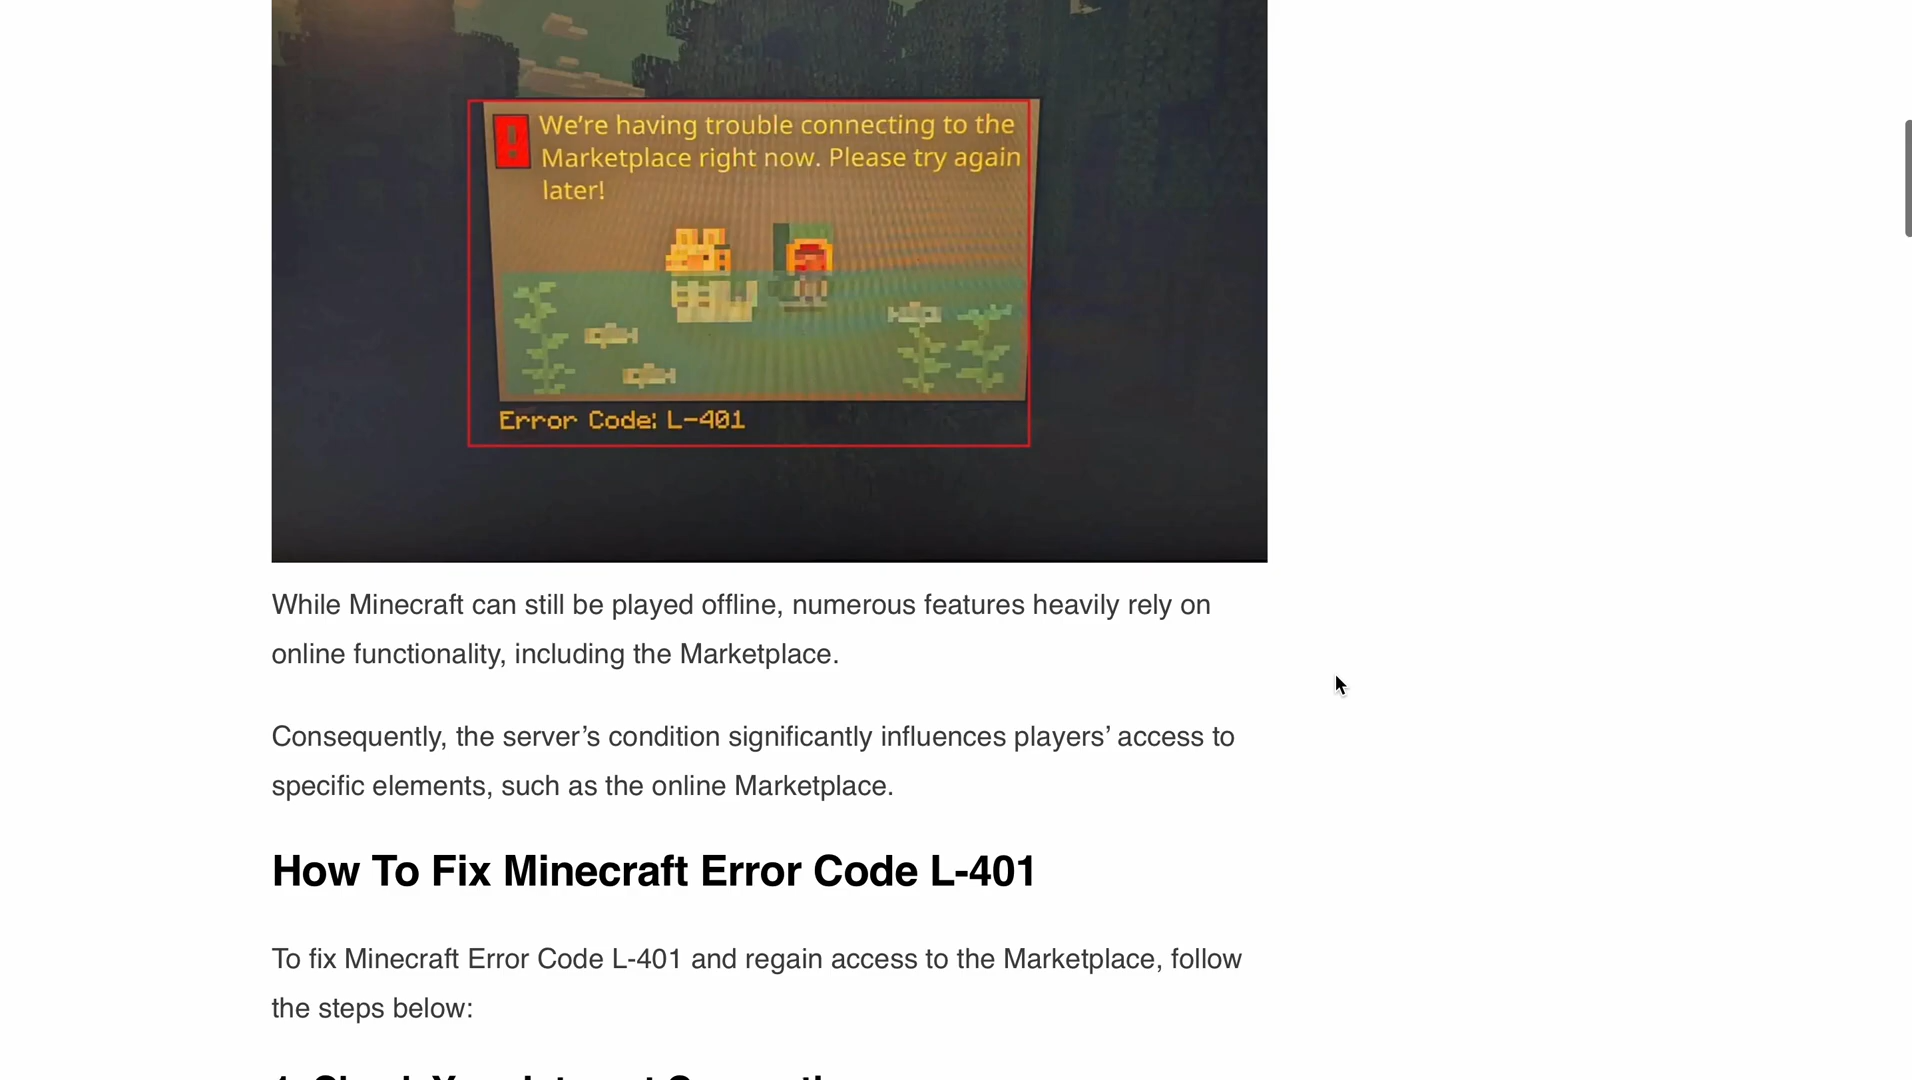 We’re having trouble connecting to the
Marketplace right now. Please try again
later!
Error Code: L-401
While Minecraft can still be played offline, numerous features heavily rely on
online functionality, including the Marketplace.
Consequently, the server’s condition significantly influences players’ access to
specific elements, such as the online Marketplace.
How To Fix Minecraft Error Code L-401
To fix Minecraft Error Code L-401 and regain access to the Marketplace, follow
the steps below: